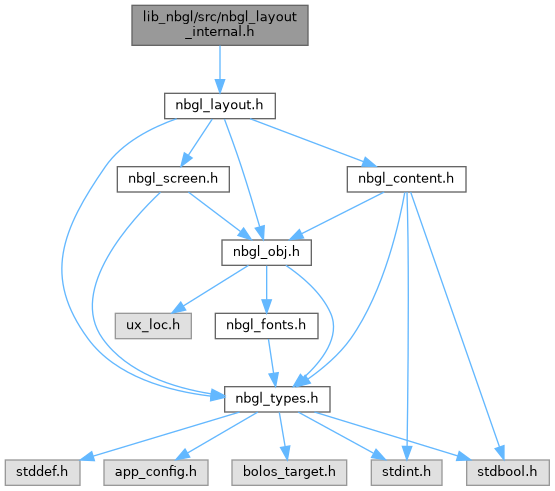 lib_nbgl/src/nbgl_layout
_internal.h
nbgl_layout.h
nbgl_screen.h
nbgl_content.h
nbgl_obj.h
ux_loc.h
nbgl_fonts.h
nbgl_types.h
stddef.h
app_config.h
bolos_target.h
stdint.h
stdbool.h